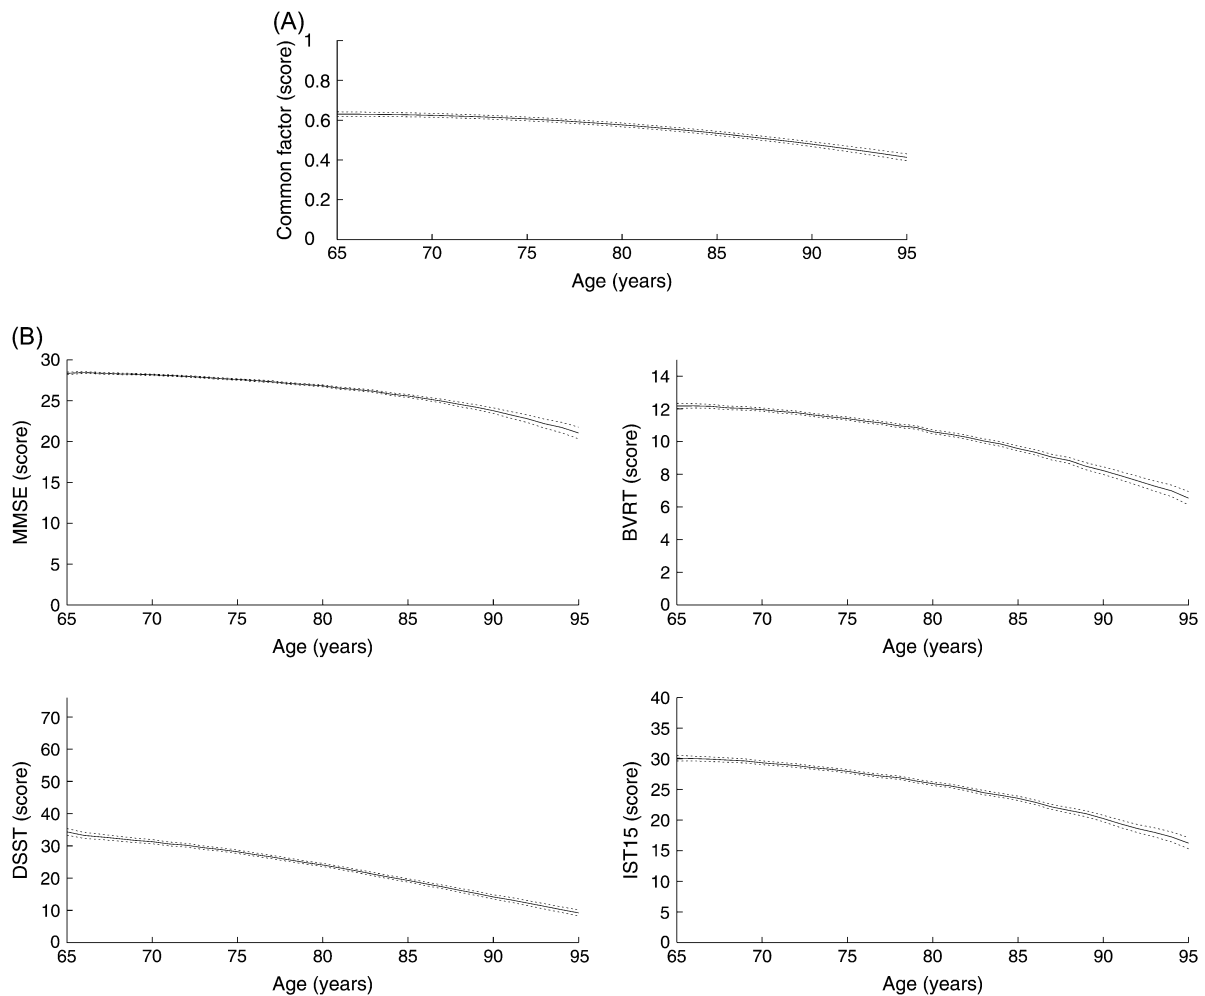 (A)
Common factor (score)
1
0.8
0.6
0.4
0.2
0
65 70 75 80 85 90 95
Age (years)
(B)
MMSE (score)
30
25
20
15
10
5
0
65 70 75 80 85 90 95
Age (years)
BVRT (score)
14
12
10
8
6
4
2
0
65 70 75 80 85 90 95
Age (years)
DSST (score)
70
60
50
40
30
20
10
0
65 70 75 80 85 90 95
Age (years)
IST15 (score)
40
35
30
25
20
15
10
5
0
65 70 75 80 85 90 95
Age (years)